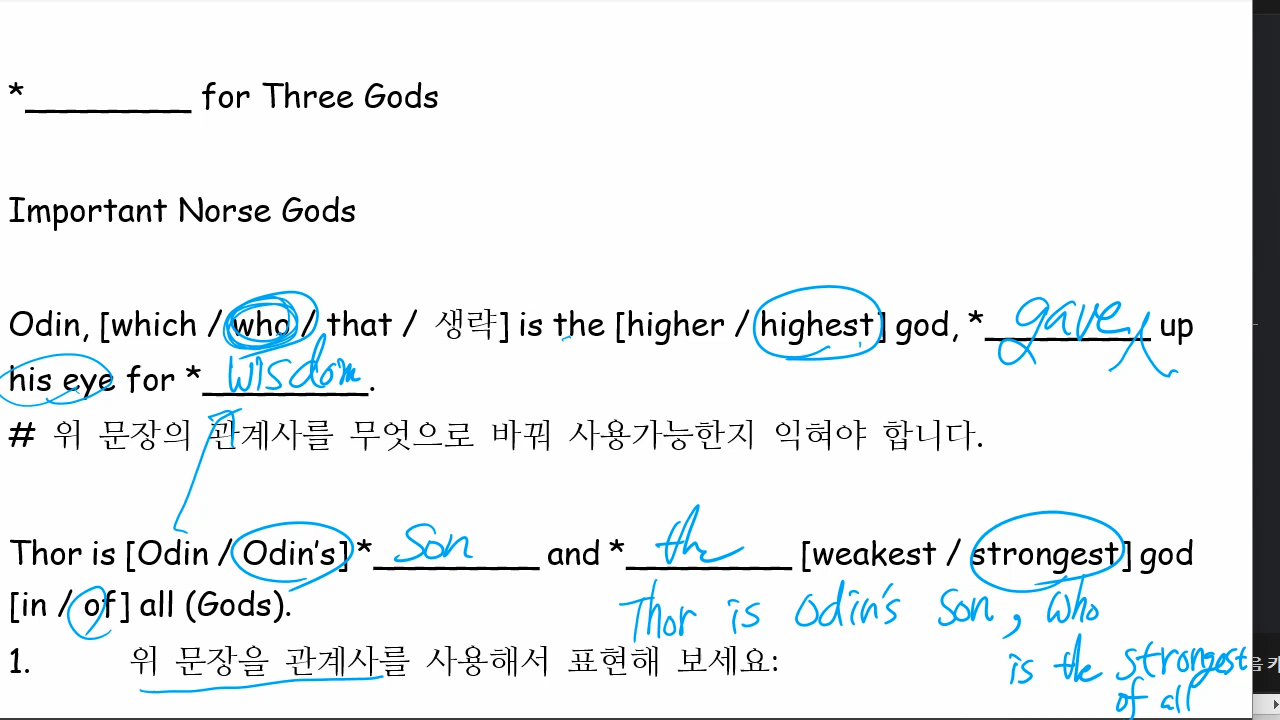 *__________ for Three Gods
Important Norse Gods
Odin, [which / who / that / 생략] is the [higher / highest] god, * gave up
his eye for * wisdom.
# 위 문장의 관계사를 무엇으로 바꿔 사용가능한지 익혀야 합니다.
Thor is [Odin / Odin's] * son and * the [weakest / strongest] god
[in / of] all (Gods).
Thor is Odin's son, who
is the strongest
of all
1. 위 문장을 관계사를 사용해서 표현해 보세요: